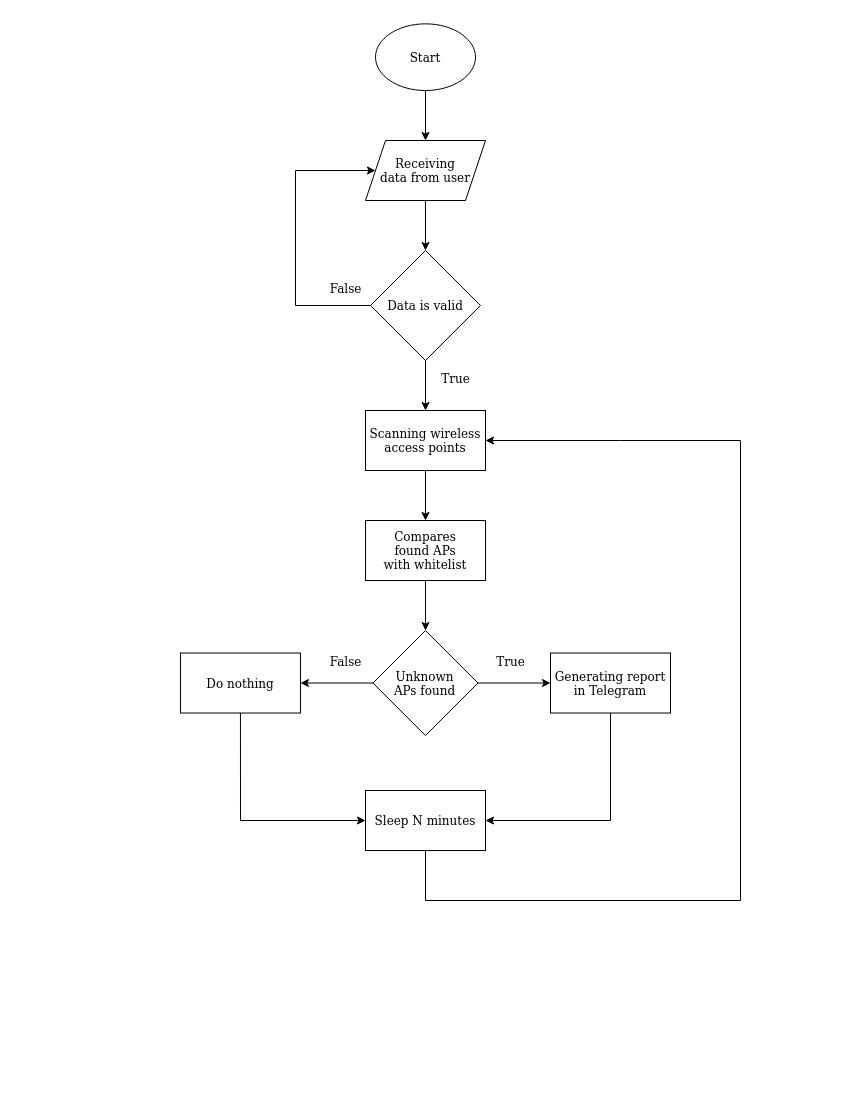 Start
Receiving
data from user
False
Data is valid
True
Scanning wireless
access points
Compares
found APs
with whitelist
False
True
Do nothing
Unknown
APs found
Generating report
in Telegram
Sleep N minutes